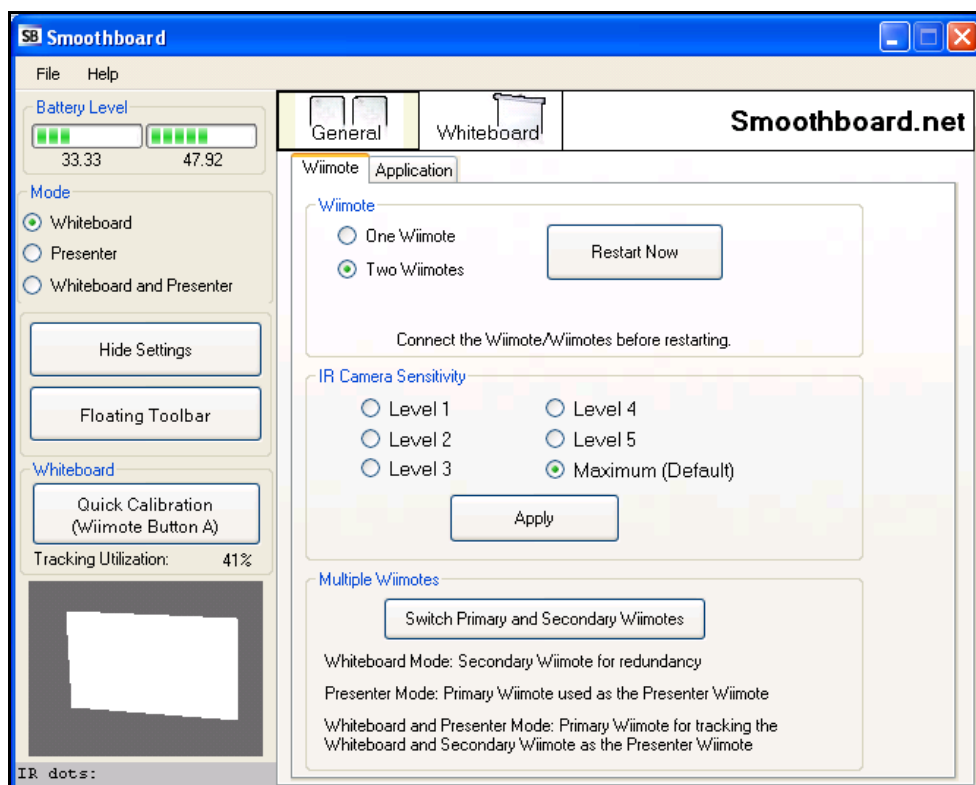 SB Smoothboard
File Help
Battery Level
33.33 47.92
Mode
Whiteboard
Presenter
Whiteboard and Presenter
Hide Settings
Floating Toolbar
Whiteboard
Quick Calibration
(Wiimote Button A)
Tracking Utilization: 41%
IR dots:
General Whiteboard Smoothboard.net
Wiimote Application
Wiimote
One Wiimote
Two Wiimotes
Restart Now
Connect the Wiimote/Wiimotes before restarting.
IR Camera Sensitivity
Level 1 Level 4
Level 2 Level 5
Level 3 Maximum (Default)
Apply
Multiple Wiimotes
Switch Primary and Secondary Wiimotes
Whiteboard Mode: Secondary Wiimote for redundancy
Presenter Mode: Primary Wiimote used as the Presenter Wiimote
Whiteboard and Presenter Mode: Primary Wiimote for tracking the
Whiteboard and Secondary Wiimote as the Presenter Wiimote